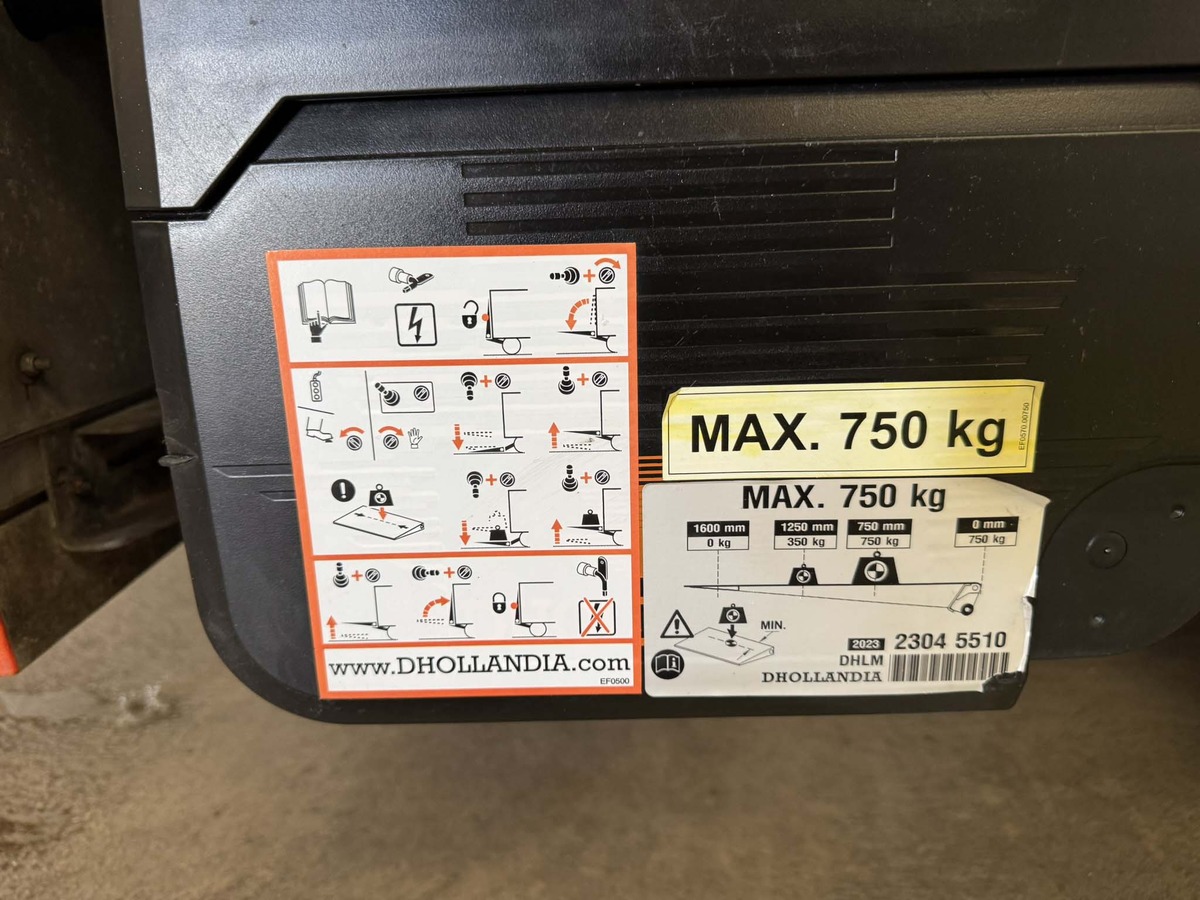 www.DHOLLANDIA.com
EF0500
MAX. 750 kg
EF0570.00750
MAX. 750 kg
1600 mm 1250 mm 750 mm 0 mm
0 kg 350 kg 750 kg 750 kg
MIN.
2023 2304 5510
DHLM
DHOLLANDIA